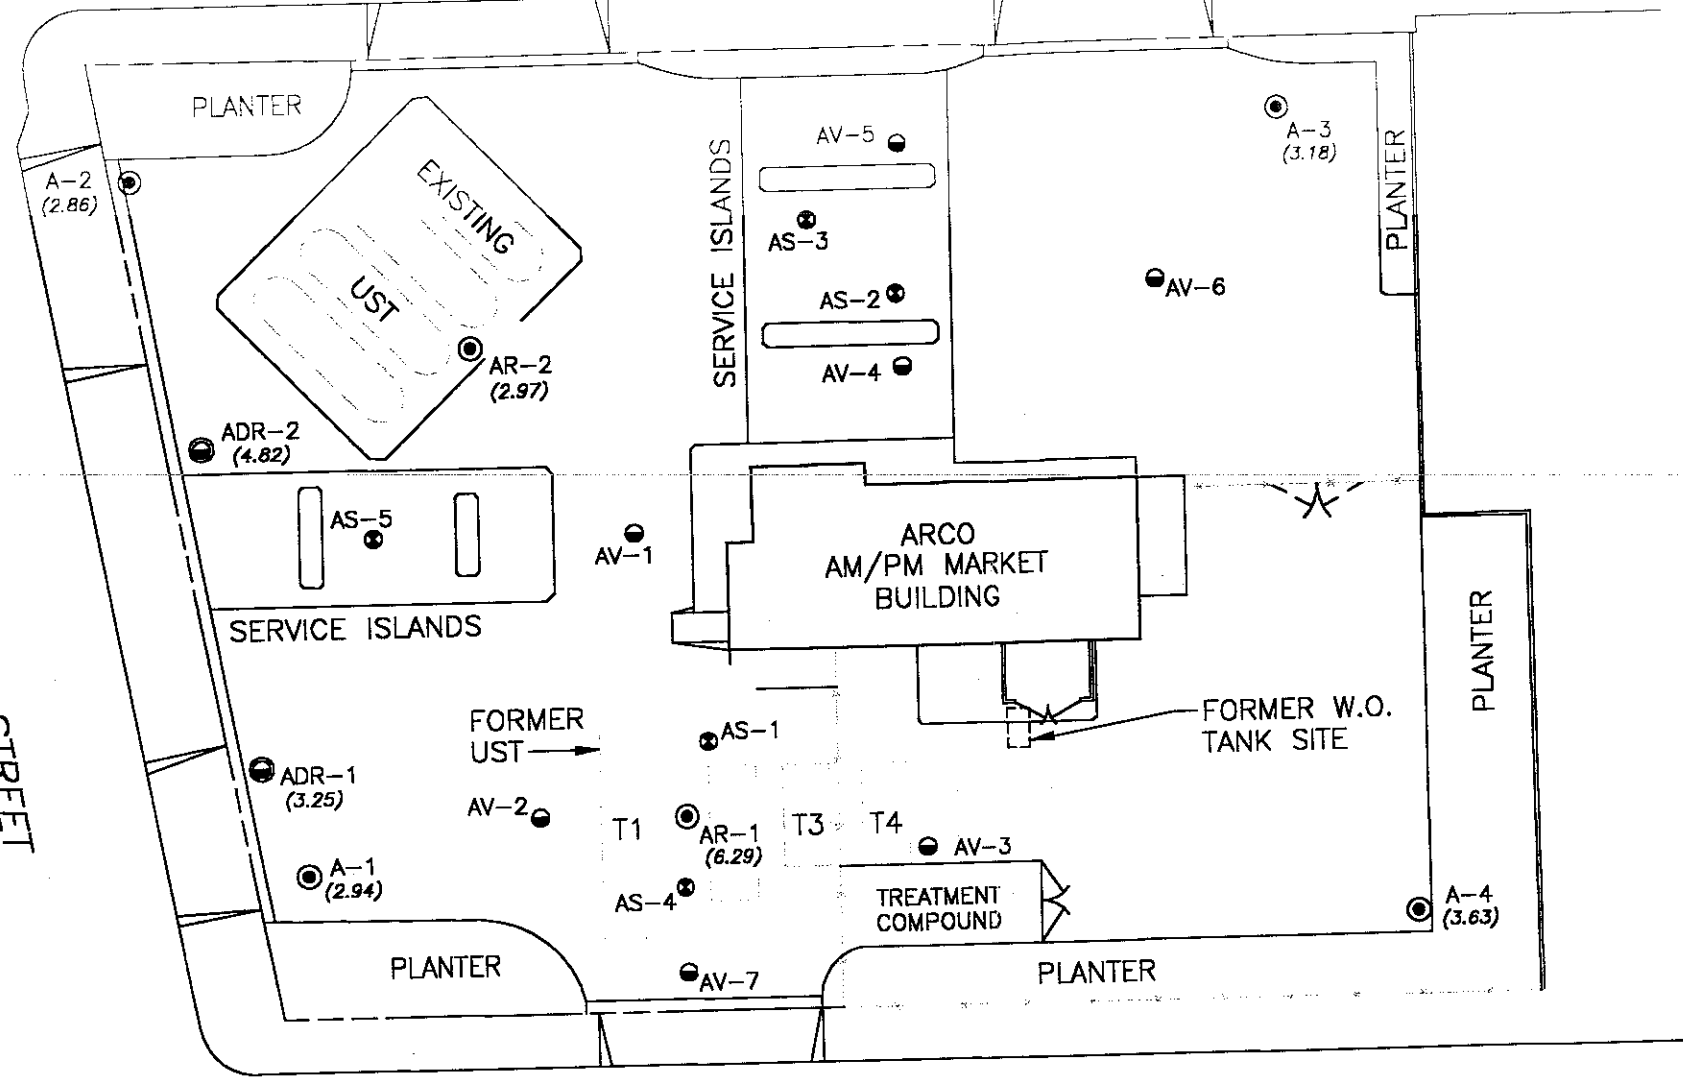 PLANTER
A-2
(2.86)
EXISTING
UST
AR-2
(2.97)
ADR-2
(4.82)
SERVICE ISLANDS
AV-5
AS-3
AS-2
AV-4
A-3
(3.18)
PLANTER
AV-6
AS-5
SERVICE ISLANDS
AV-1
ARCO
AM/PM MARKET
BUILDING
PLANTER
FORMER
UST
AS-1
FORMER W.O.
TANK SITE
STREET
ADR-1
(3.25)
AV-2
T1
AR-1
(6.29)
T3
T4
AV-3
A-1
(2.94)
AS-4
TREATMENT
COMPOUND
A-4
(3.63)
PLANTER
AV-7
PLANTER